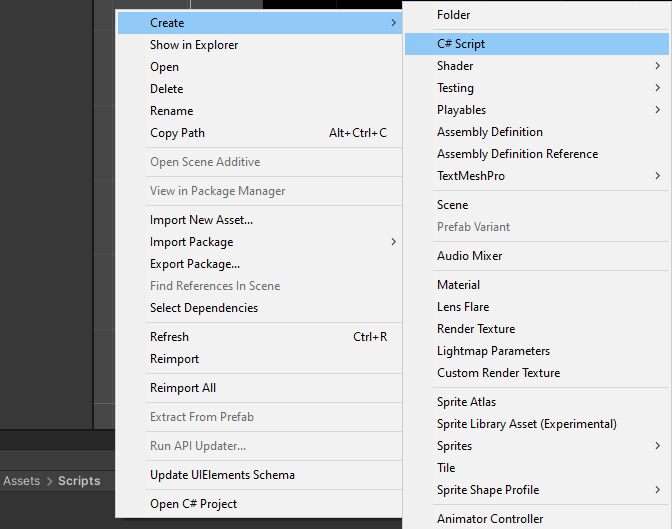 Create
Show in Explorer
Open
Delete
Rename
Copy Path Alt+Ctrl+C
Open Scene Additive
View in Package Manager
Import New Asset...
Import Package
Export Package...
Find References In Scene
Select Dependencies
Refresh Ctrl+R
Reimport
Reimport All
Extract From Prefab
Run API Updater...
Update UIElements Schema
Open C# Project
Folder
C# Script
Shader
Testing
Playables
Assembly Definition
Assembly Definition Reference
TextMeshPro
Scene
Prefab Variant
Audio Mixer
Material
Lens Flare
Render Texture
Lightmap Parameters
Custom Render Texture
Sprite Atlas
Sprite Library Asset (Experimental)
Sprites
Tile
Sprite Shape Profile
Animator Controller
Assets > Scripts